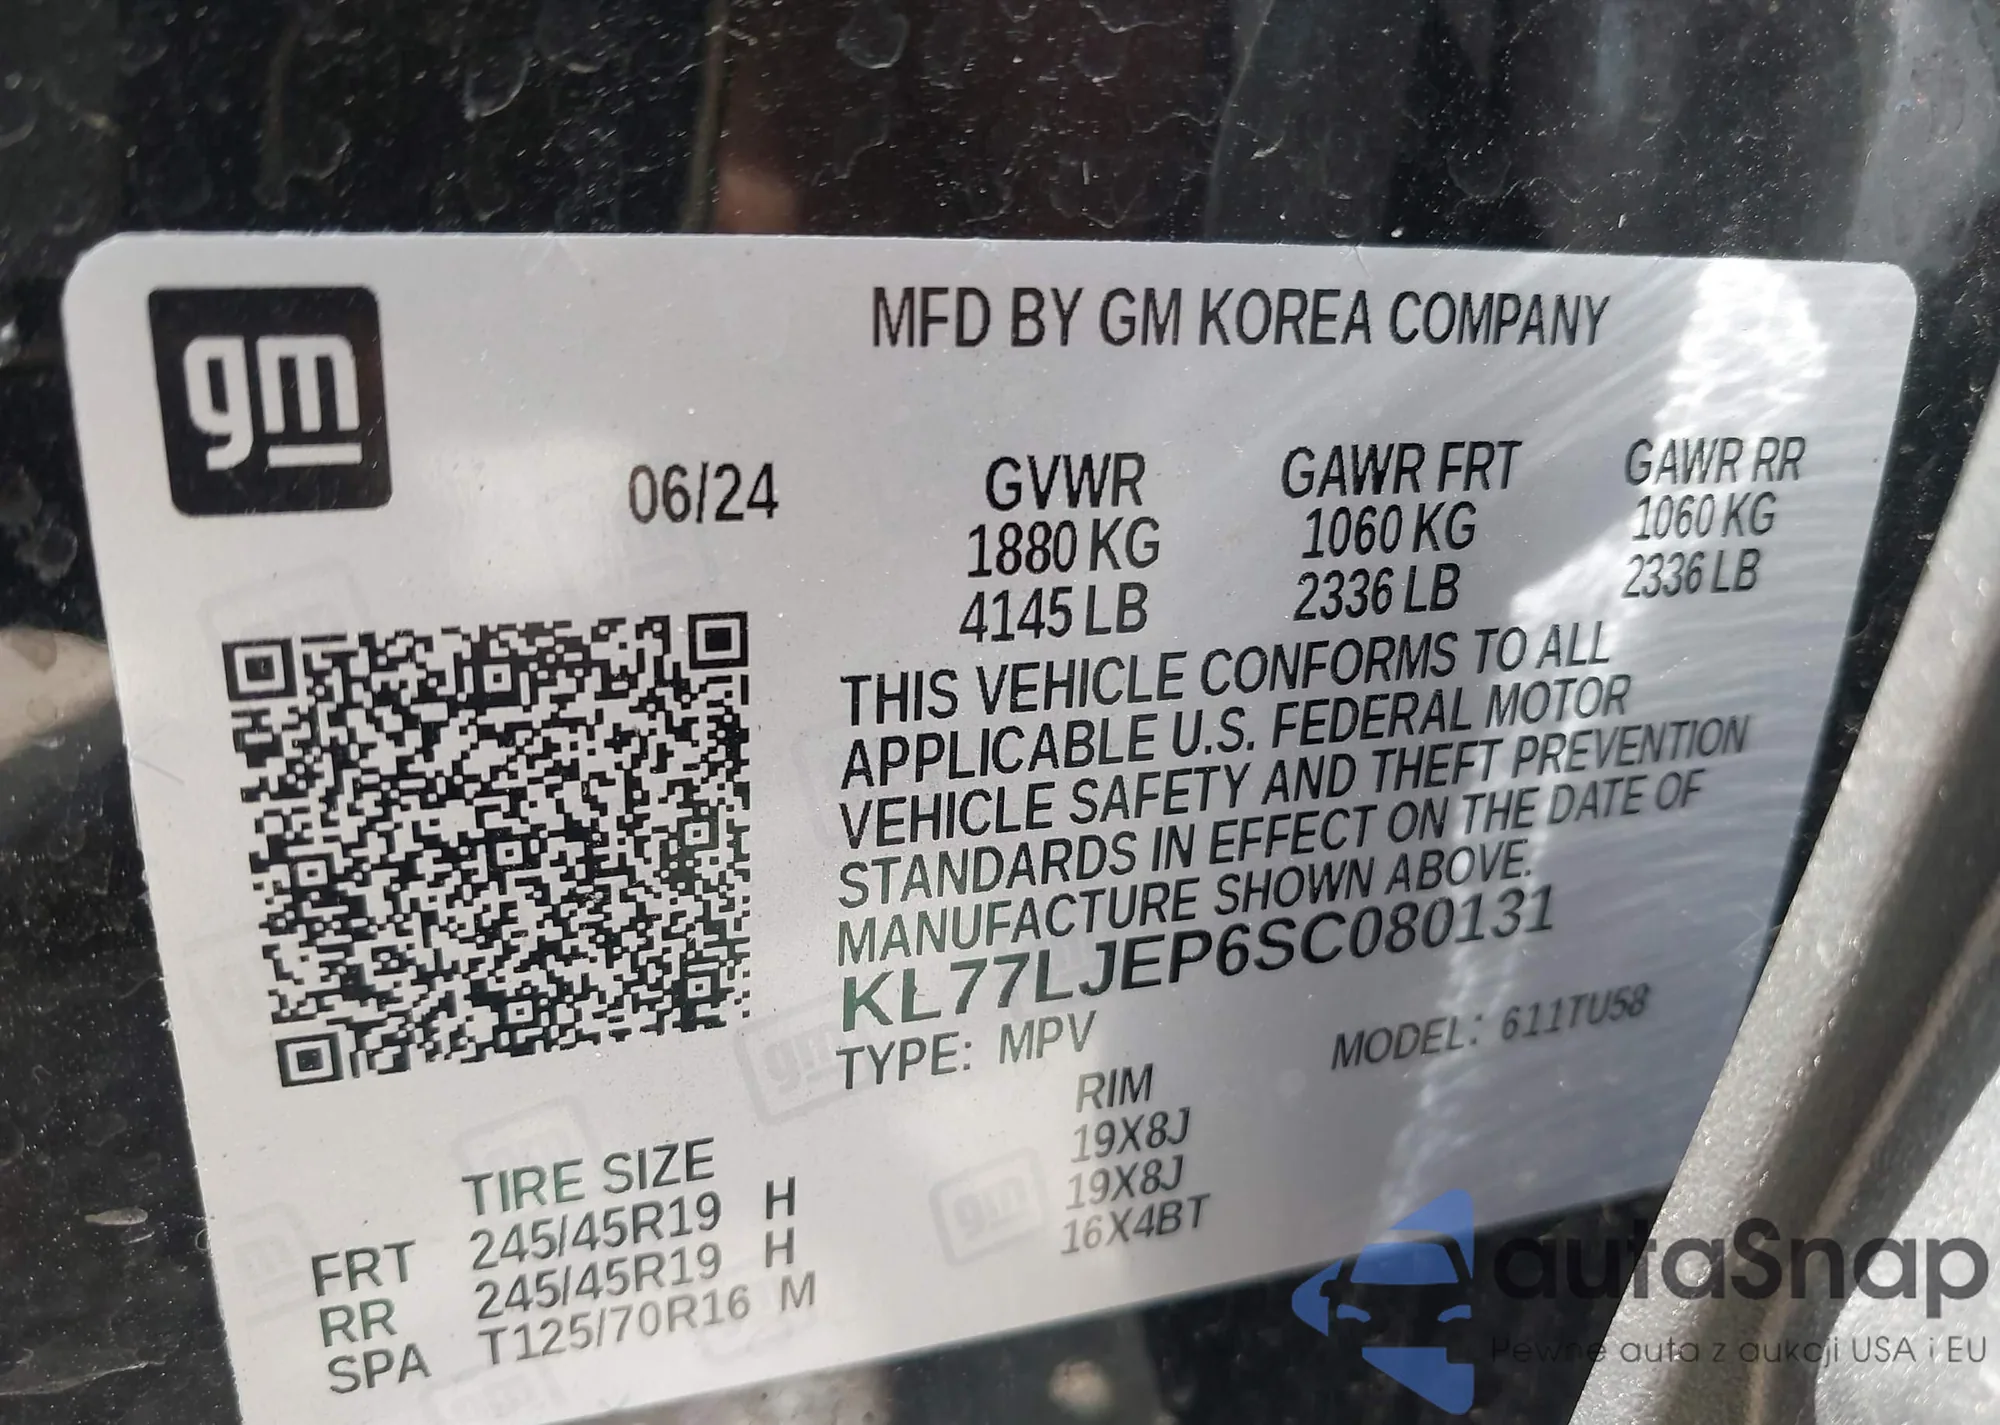 gm
MFD BY GM KOREA COMPANY
06/24
GVWR GAWR FRT GAWR RR
1880 KG 1060 KG 1060 KG
4145 LB 2336 LB 2336 LB
THIS VEHICLE CONFORMS TO ALL
APPLICABLE U.S. FEDERAL MOTOR
VEHICLE SAFETY AND THEFT PREVENTION
STANDARDS IN EFFECT ON THE DATE OF
MANUFACTURE SHOWN ABOVE.
KL77LJEP6SC080131
TYPE: MPV MODEL: 611TU58
TIRE SIZE RIM
FRT 245/45R19 H 19X8J
RR 245/45R19 H 19X8J
SPA T125/70R16 M 16X4BT
autaSnap
Pewne auta z aukcji USA i EU